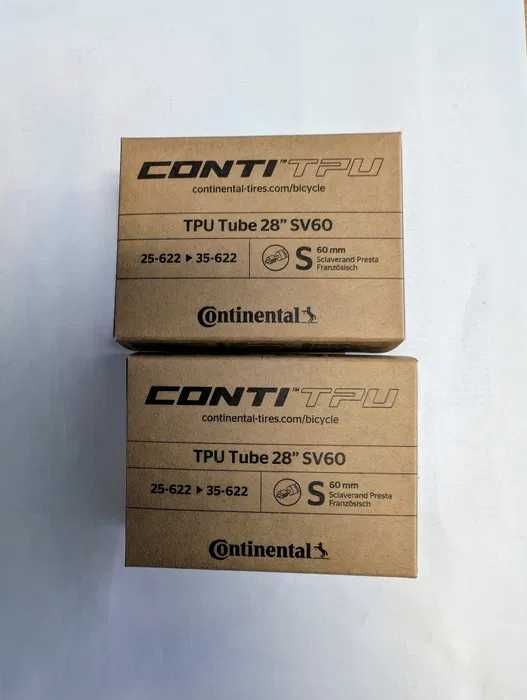 CONTI™ TPU
continental-tires.com/bicycle
TPU Tube 28" SV60
25-622 ▶ 35-622
S
60 mm
Sclaverand Presta
Französisch
Continental
CONTI™ TPU
continental-tires.com/bicycle
TPU Tube 28" SV60
25-622 ▶ 35-622
S
60 mm
Sclaverand Presta
Französisch
Continental